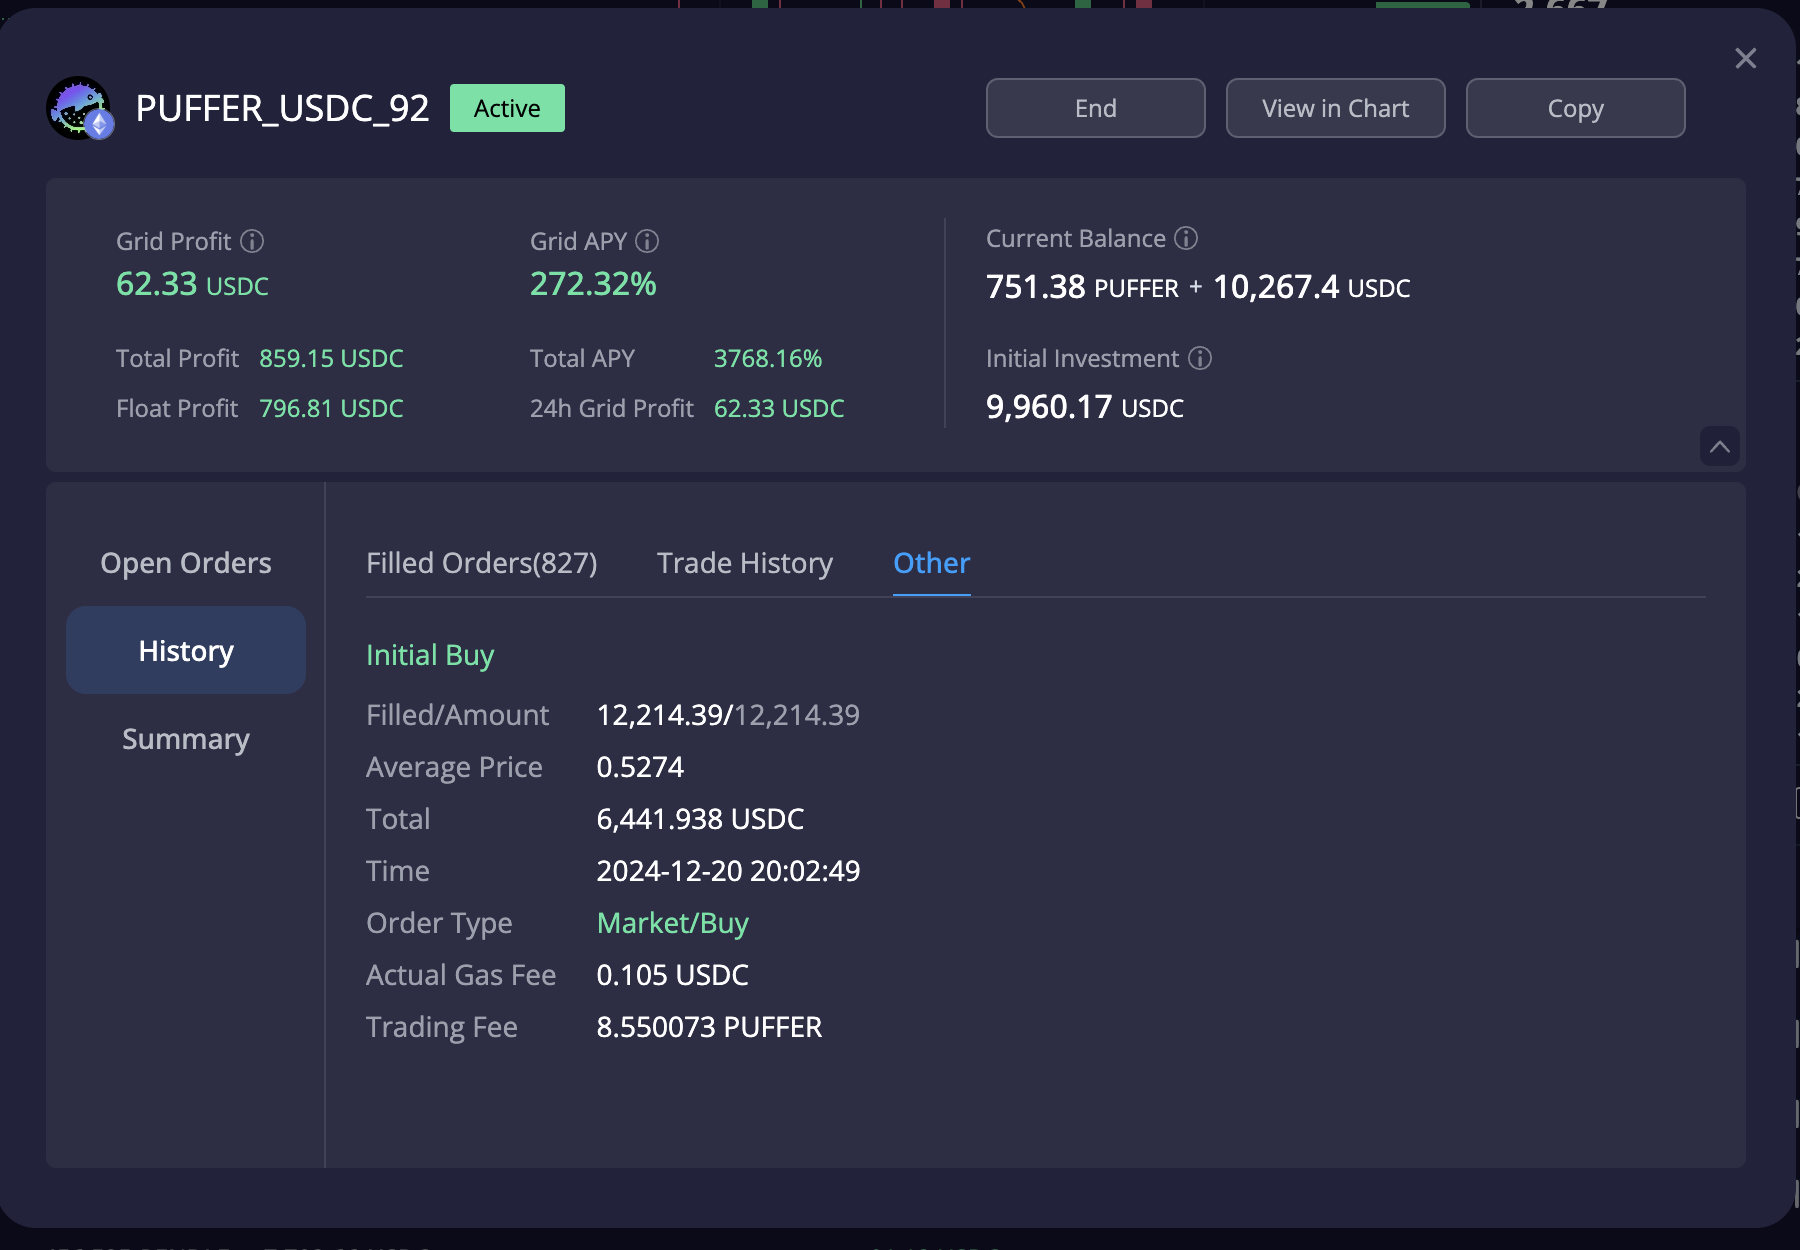 PUFFER_USDC_92
Active
End
View in Chart
Copy
Grid Profit
62.33 USDC
Grid APY
272.32%
Total Profit 859.15 USDC
Total APY 3768.16%
Float Profit 796.81 USDC
24h Grid Profit 62.33 USDC
Current Balance
751.38 PUFFER + 10,267.4 USDC
Initial Investment
9,960.17 USDC
Open Orders
History
Summary
Filled Orders(827)
Trade History
Other
Initial Buy
Filled/Amount 12,214.39/12,214.39
Average Price 0.5274
Total 6,441.938 USDC
Time 2024-12-20 20:02:49
Order Type Market/Buy
Actual Gas Fee 0.105 USDC
Trading Fee 8.550073 PUFFER